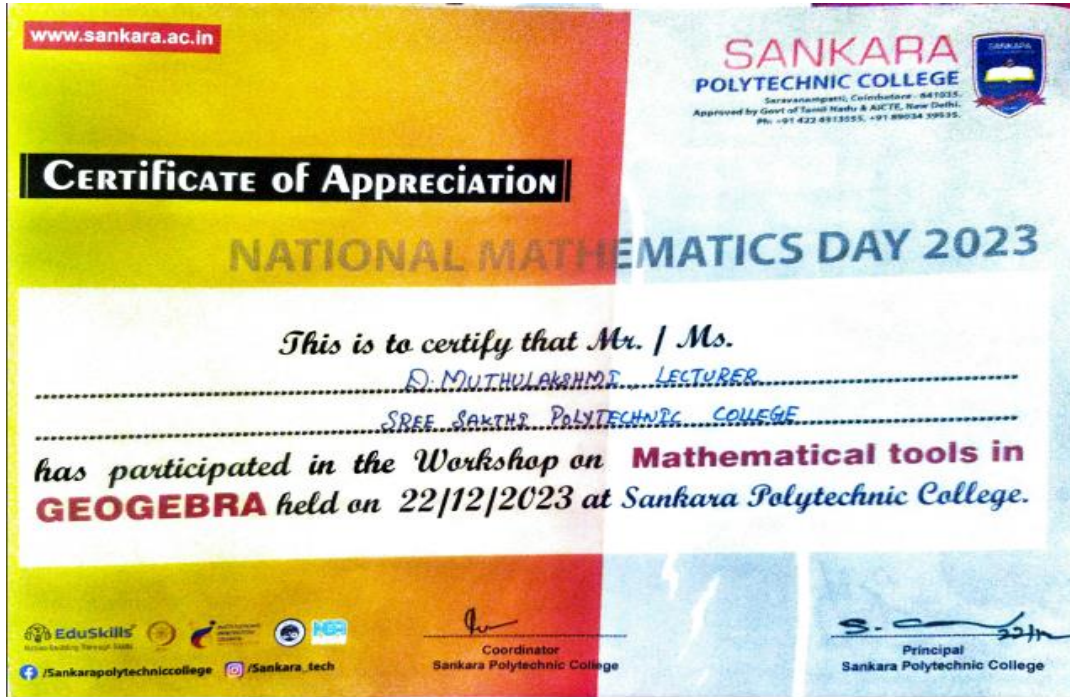 www.sankara.ac.in
SANKARA
POLYTECHNIC COLLEGE
Saravanampatti, Coimbatore - 641035.
Approved by Govt of Tamil Nadu & AICTE, New Delhi.
SANKARA
CERTIFICATE of APPRECIATION
NATIONAL MATHEMATICS DAY 2023
This is to certify that Mr. / Ms.
D. MUTHULAKSHMI, LECTURER
SREE SAKTHI POLYTECHNIC COLLEGE
has participated in the Workshop on Mathematical tools in
GEOGEBRA held on 22/12/2023 at Sankara Polytechnic College.
EduSkills
Coordinator
Sankara Polytechnic College
Principal
Sankara Polytechnic College
/Sankarapolytechniccollege /Sankara_tech